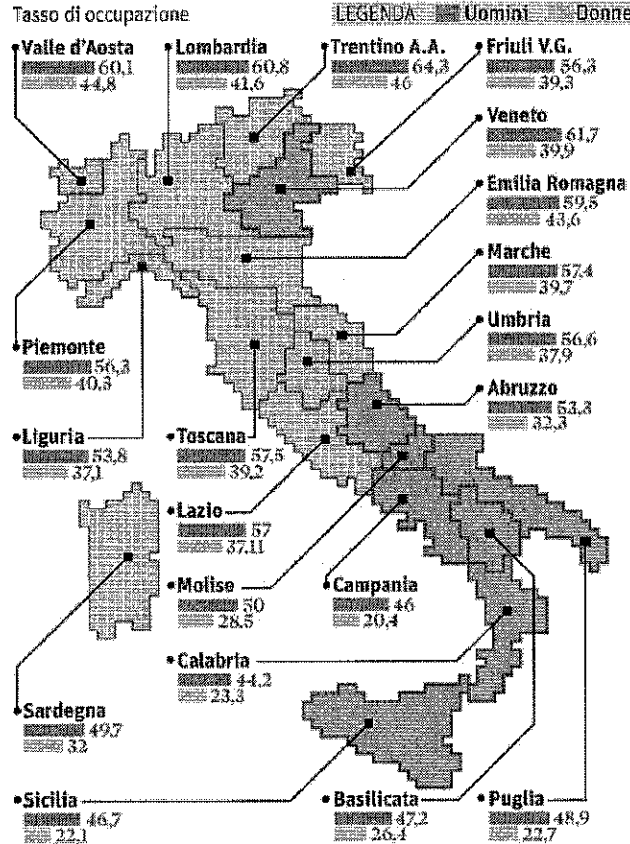 Tasso di occupazione
LEGENDA Uomini Donne
Valle d'Aosta
60,1
44,8
Lombardia
60,8
41,6
Trentino A.A.
64,3
46
Friuli V.G.
56,3
39,3
Veneto
61,7
39,9
Emilia Romagna
59,5
43,6
Marche
57,4
39,7
Umbria
56,6
37,9
Abruzzo
53,3
32,3
Piemonte
56,3
40,3
Liguria
53,8
37,1
Toscana
57,5
39,2
Lazio
57
37,11
Molise
50
28,5
Campania
46
20,4
Calabria
44,2
23,3
Sardegna
49,7
32
Sicilia
46,7
22,1
Basilicata
47,2
26,4
Puglia
48,9
22,7